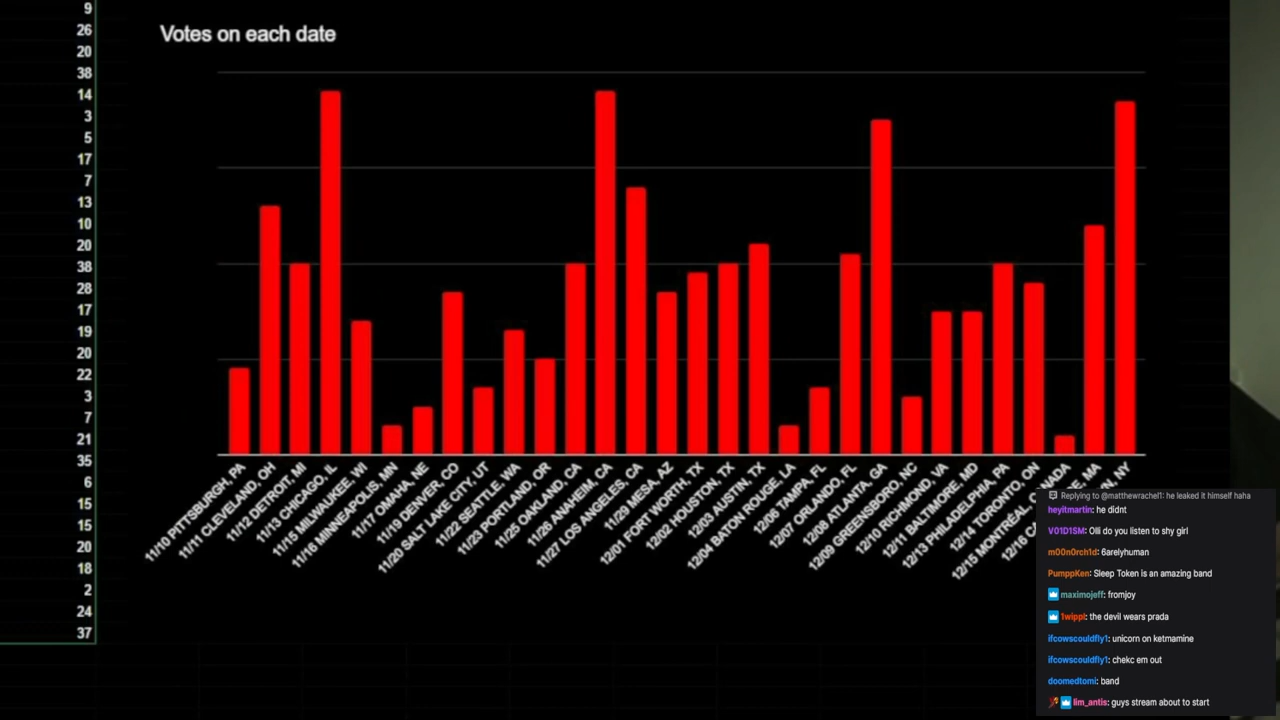 9
26
20
38
14
3
5
17
7
13
10
20
38
28
17
19
20
22
3
7
21
35
6
15
15
20
18
2
24
37
Votes on each date
11/10 PITTSBURGH, PA
11/11 CLEVELAND, OH
11/12 DETROIT, MI
11/13 CHICAGO, IL
11/15 MILWAUKEE, WI
11/16 MINNEAPOLIS, MN
11/17 OMAHA, NE
11/19 DENVER, CO
11/20 SALT LAKE CITY, UT
11/22 SEATTLE, WA
11/23 PORTLAND, OR
11/25 OAKLAND, CA
11/26 ANAHEIM, CA
11/27 LOS ANGELES, CA
11/29 MESA, AZ
12/01 FORT WORTH, TX
12/02 HOUSTON, TX
12/03 AUSTIN, TX
12/04 BATON ROUGE, LA
12/06 TAMPA, FL
12/07 ORLANDO, FL
12/08 ATLANTA, GA
12/09 GREENSBORO, NC
12/10 RICHMOND, VA
12/11 BALTIMORE, MD
12/13 PHILADELPHIA, PA
12/14 TORONTO, ON
12/15 MONTRÉAL, CANADA
12/16 MA
NY
Replying to @matthewrachel1: he leaked it himself haha
heyitmartin: he didnt
V01D1SM: Olli do you listen to shy girl
m00n0rch1d: 6arelyhuman
PumppKen: Sleep Token is an amazing band
maximojeff: fromjoy
1wippl: the devil wears prada
ifcowscouldfly1: unicorn on ketmamine
ifcowscouldfly1: chekc em out
doomedtomi: band
lim_antis: guys stream about to start